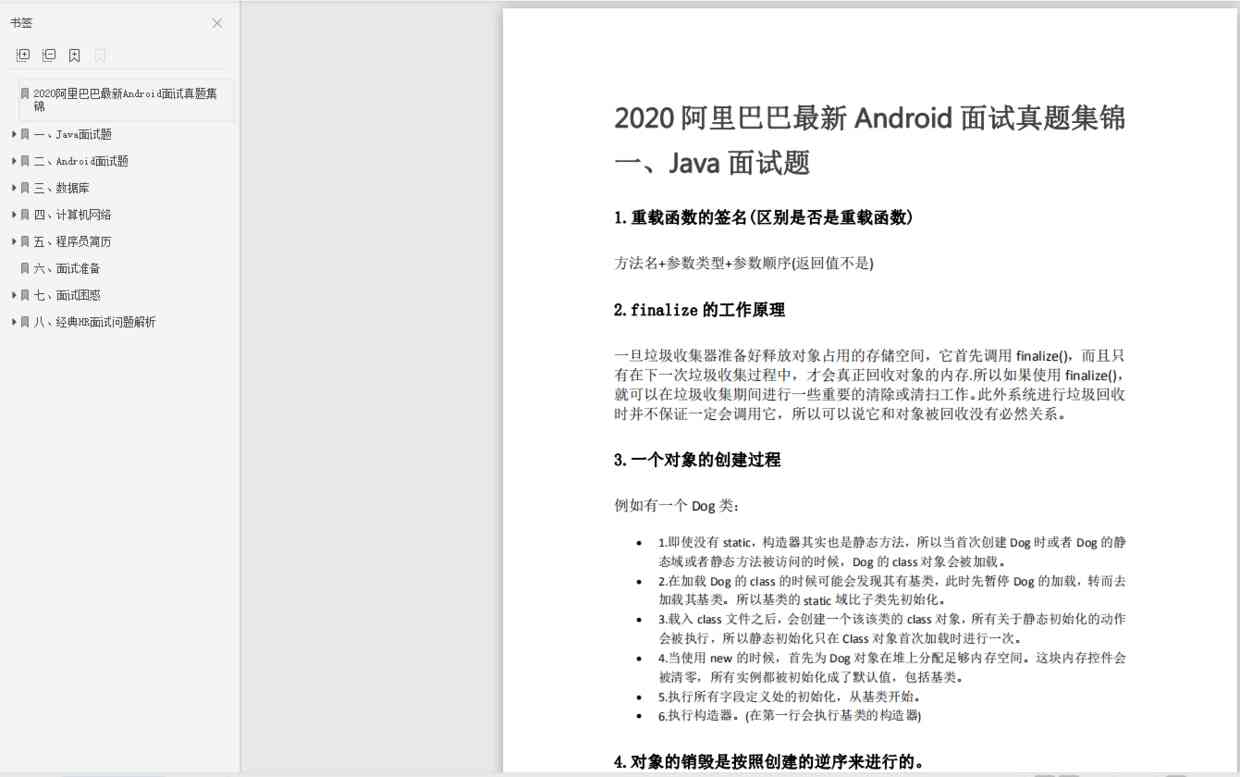 书签
2020阿里巴巴最新Android面试真题集
锦
一、Java面试题
二、Android面试题
三、数据库
四、计算机网络
五、程序员简历
六、面试准备
七、面试困惑
八、经典HR面试问题解析
2020 阿里巴巴最新 Android 面试真题集锦
一、Java 面试题
1. 重载函数的签名(区别是否是重载函数)
方法名+参数类型+参数顺序(返回值不是)
2. finalize 的工作原理
一旦垃圾收集器准备好释放对象占用的存储空间，它首先调用 finalize()，而且只
有在下一次垃圾收集过程中，才会真正回收对象的内存.所以如果使用 finalize()，
就可以在垃圾收集期间进行一些重要的清除或清扫工作。此外系统进行垃圾回收
时并不保证一定会调用它，所以可以说它和对象被回收没有必然关系。
3. 一个对象的创建过程
例如有一个 Dog 类：
• 1.即使没有 static，构造器其实也是静态方法，所以当首次创建 Dog 时或者 Dog 的静
态域或者静态方法被访问的时候，Dog 的 class 对象会被加载。
• 2.在加载 Dog 的 class 的时候可能会发现其有基类，此时先暂停 Dog 的加载，转而去
加载其基类。所以基类的 static 域比子类先初始化。
• 3.载入 class 文件之后，会创建一个该该类的 class 对象，所有关于静态初始化的动作
会被执行，所以静态初始化只在 Class 对象首次加载时进行一次。
• 4.当使用 new 的时候，首先为 Dog 对象在堆上分配足够内存空间。这块内存控件会
被清零，所有实例都被初始化成了默认值，包括基类。
• 5.执行所有字段定义处的初始化，从基类开始。
• 6.执行构造器。(在第一行会执行基类的构造器)
4. 对象的销毁是按照创建的逆序来进行的。